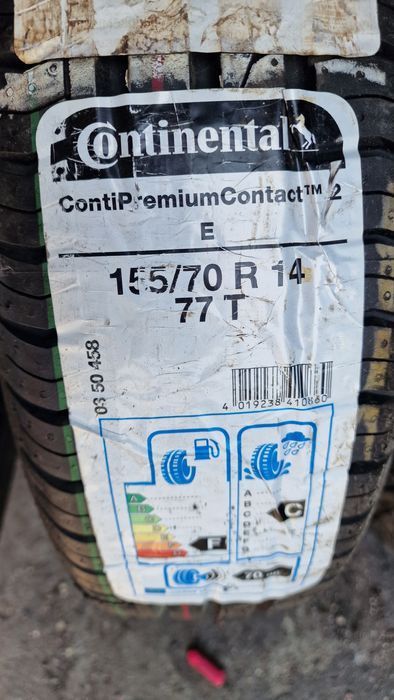 Continental
ContiPremiumContact™ 2
E
155/70 R 14
77 T
03 50 458
4 019238 410860
A
B
C
D
E
F
G
F
C
70